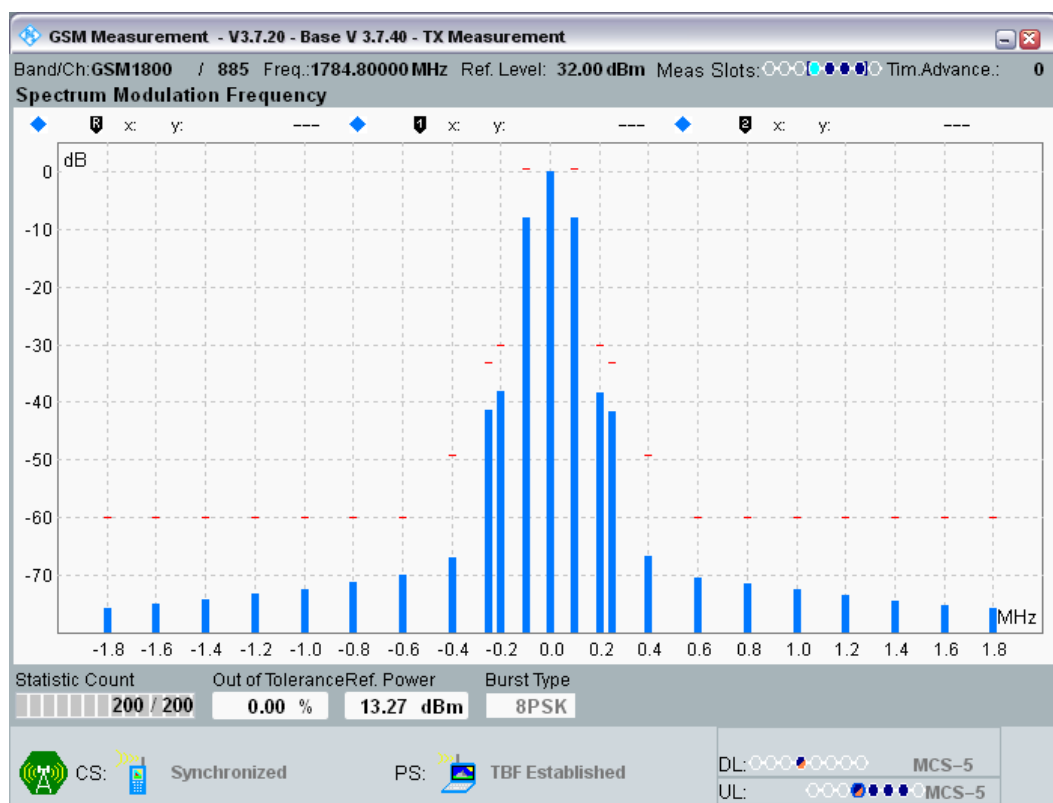 GSM Measurement - V3.7.20 - Base V 3.7.40 - TX Measurement
Band/Ch:GSM1800 / 885 Freq.:1784.80000 MHz Ref. Level: 32.00 dBm Meas Slots: Tim.Advance.: 0
Spectrum Modulation Frequency
R x: y: --- 1 x: y: --- 2 x: y: ---
dB
0
-10
-20
-30
-40
-50
-60
-70
MHz
-1.8 -1.6 -1.4 -1.2 -1.0 -0.8 -0.6 -0.4 -0.2 0.0 0.2 0.4 0.6 0.8 1.0 1.2 1.4 1.6 1.8
Statistic Count Out of Tolerance Ref. Power Burst Type
200 / 200 0.00 % 13.27 dBm 8PSK
CS: Synchronized PS: TBF Established
DL: MCS-5
UL: MCS-5